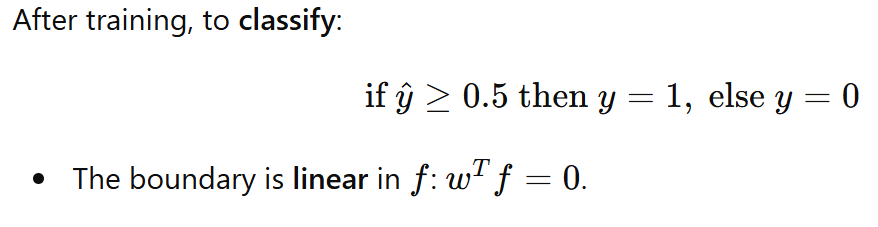 After training, to classify:
if ŷ ≥ 0.5 then y = 1, else y = 0
• The boundary is linear in f: wᵀf = 0.